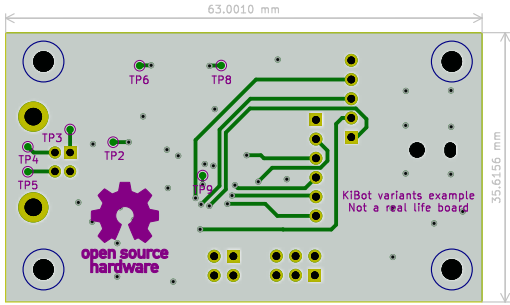 63.0010 mm
TP6
TP8
TP3
TP2
TP4
TP5
TP9
35.6156 mm
KiBot variants example
Not a real life board
open source
hardware